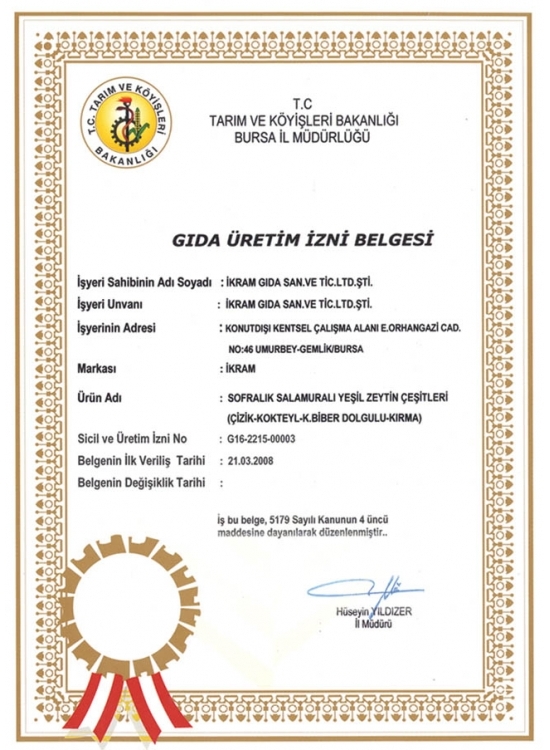 T.C. TARIM VE KÖYİŞLERİ
BAKANLIĞI
T.C
TARIM VE KÖYİŞLERİ BAKANLIĞI
BURSA İL MÜDÜRLÜĞÜ
GIDA ÜRETİM İZNİ BELGESİ
İşyeri Sahibinin Adı Soyadı : İKRAM GIDA SAN.VE TİC.LTD.ŞTİ.
İşyeri Unvanı : İKRAM GIDA SAN.VE TİC.LTD.ŞTİ.
İşyerinin Adresi : KONUTDIŞI KENTSEL ÇALIŞMA ALANI E.ORHANGAZİ CAD.
NO:46 UMURBEY-GEMLİK/BURSA
Markası : İKRAM
Ürün Adı : SOFRALIK SALAMURALI YEŞİL ZEYTİN ÇEŞİTLERİ
(ÇİZİK-KOKTEYL-K.BİBER DOLGULU-KIRMA)
Sicil ve Üretim İzni No : G16-2215-00003
Belgenin İlk Veriliş Tarihi : 21.03.2008
Belgenin Değişiklik Tarihi :
İş bu belge, 5179 Sayılı Kanunun 4 üncü
maddesine dayanılarak düzenlenmiştir..
Hüseyin YILDIZER
İl Müdürü